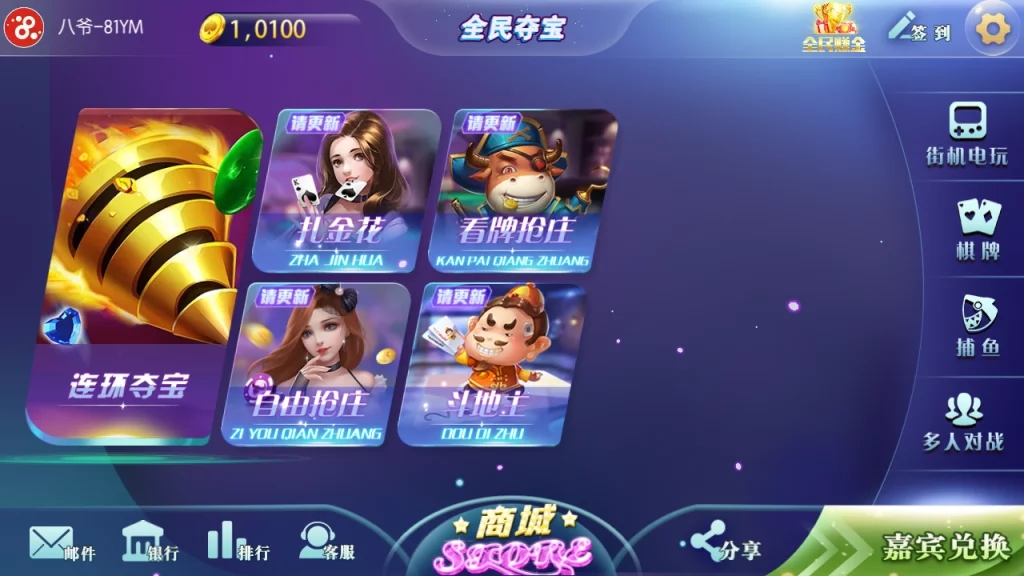 八爷-81YM
1,0100
全民夺宝
全民赚金
签到
请更新
扎金花
ZHA JIN HUA
请更新
看牌抢庄
KAN PAI QIANG ZHUANG
连环夺宝
请更新
自由抢庄
ZI YOU QIAN ZHUANG
请更新
斗地主
DOU DI ZHU
街机电玩
棋牌
捕鱼
多人对战
邮件
银行
排行
客服
商城
SHORE
分享
嘉宾兑换